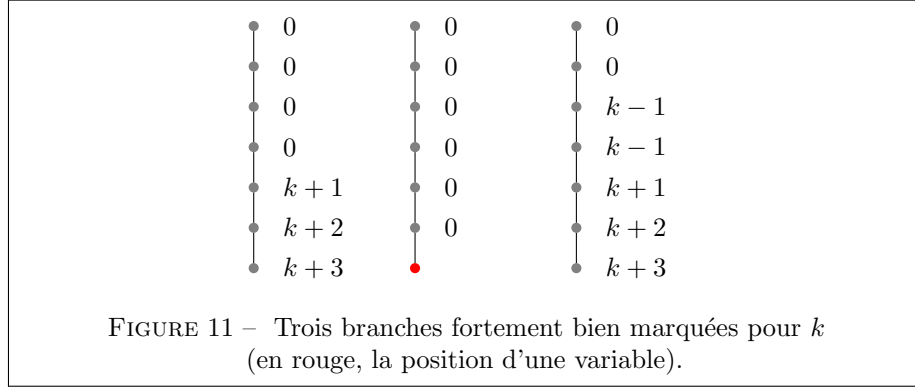 0 0 0
0 0 0
0 0 k − 1
0 0 k − 1
k + 1 0 k + 1
k + 2 0 k + 2
k + 3 k + 3
FIGURE 11 – Trois branches fortement bien marquées pour k
(en rouge, la position d'une variable).